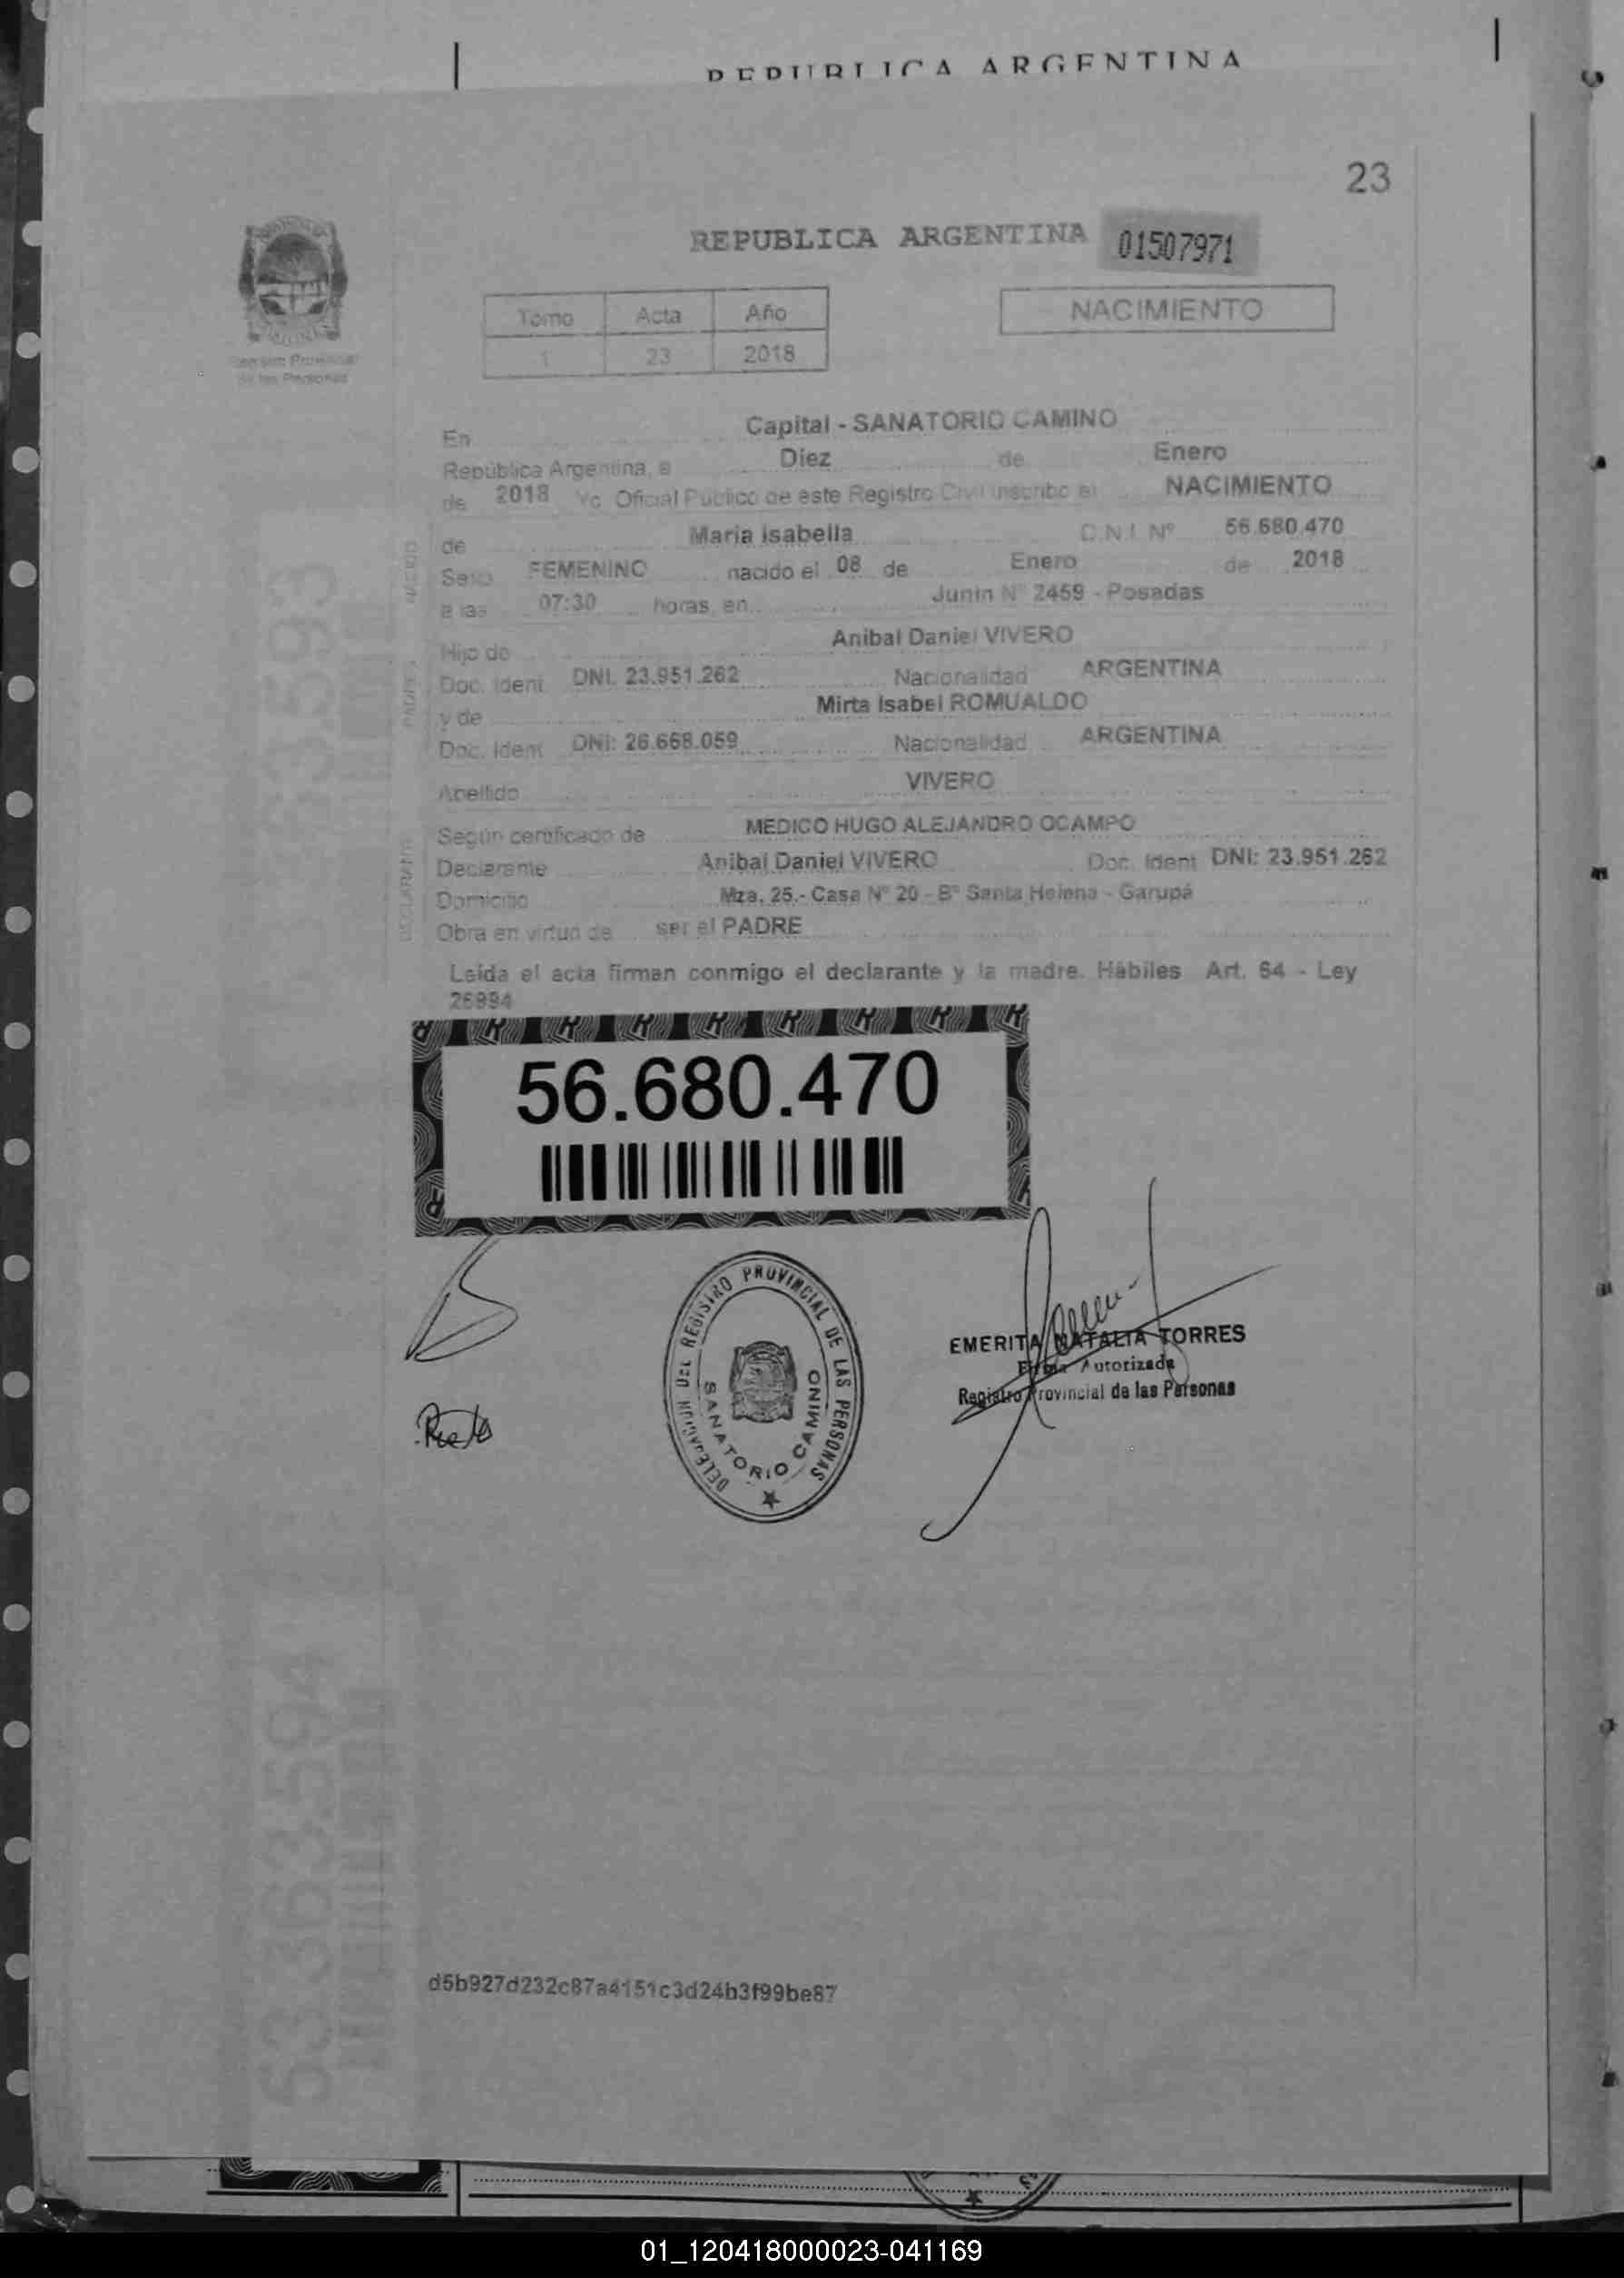 REPUBLICA ARGENTINA
23
REPUBLICA ARGENTINA 01507971
Tomo Acta Año
1 23 2018
NACIMIENTO
Provincial
de las Personas
En Capital - SANATORIO CAMINO
República Argentina, a Diez de Enero
de 2018 Yo Oficial Público de este Registro Civil inscribo el NACIMIENTO
de María Isabella D.N.I. Nº 56.680.470
Sexo FEMENINO nacido el 08 de Enero de 2018
a las 07:30 horas, en Junin Nº 2459 - Posadas
Hijo de Anibal Daniel VIVERO
Doc. Ident DNI. 23.951.262 Nacionalidad ARGENTINA
y de Mirta Isabel ROMUALDO
Doc. Ident DNI: 26.668.059 Nacionalidad ARGENTINA
Apellido VIVERO
Según certificado de MEDICO HUGO ALEJANDRO OCAMPO
Declarante Anibal Daniel VIVERO Doc. Ident DNI: 23.951.262
Domicilio Mza. 25.- Casa Nº 20 - Bº Santa Helena - Garupá
Obra en virtud de ser el PADRE
Leída el acta firman conmigo el declarante y la madre. Hábiles Art. 64 - Ley
26994
56.680.470
DELEGACION DEL REGISTRO PROVINCIAL DE LAS PERSONAS
SANATORIO CAMINO
EMERITA NATALIA TORRES
Firma Autorizada
Registro Provincial de las Personas
d5b927d232c87a4151c3d24b3f99be87
01_120418000023-041169